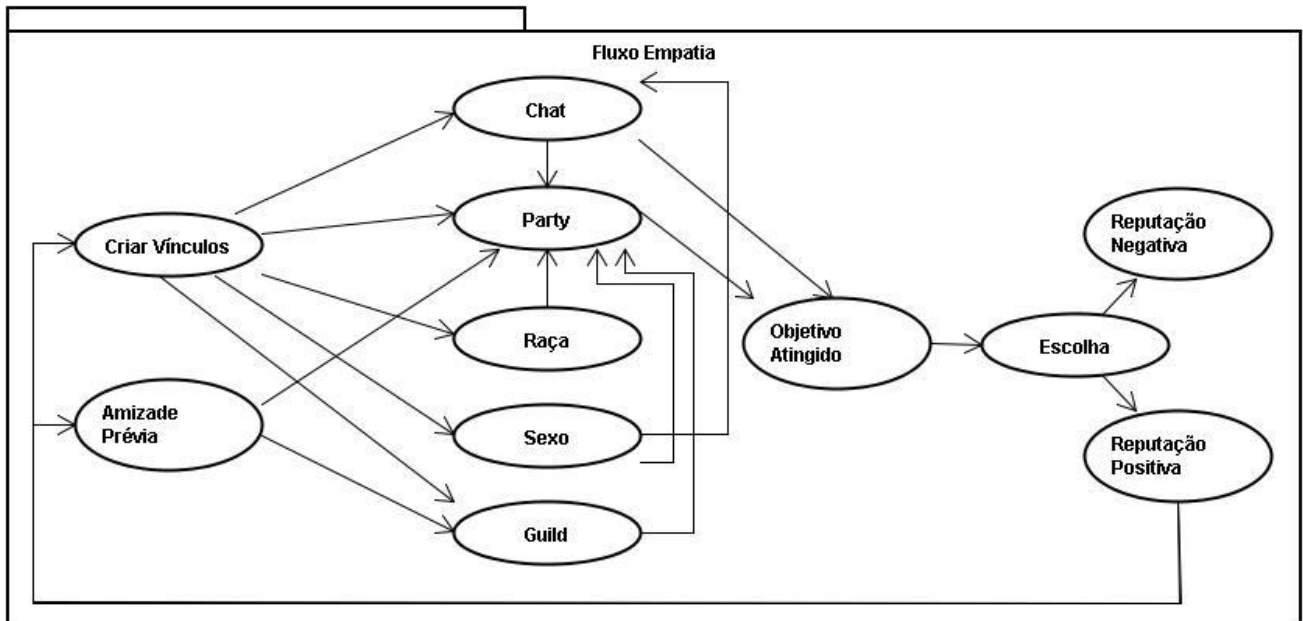 Fluxo Empatia
Chat
Party
Criar Vínculos
Raça
Amizade
Prévia
Sexo
Guild
Objetivo
Atingido
Escolha
Reputação
Negativa
Reputação
Positiva